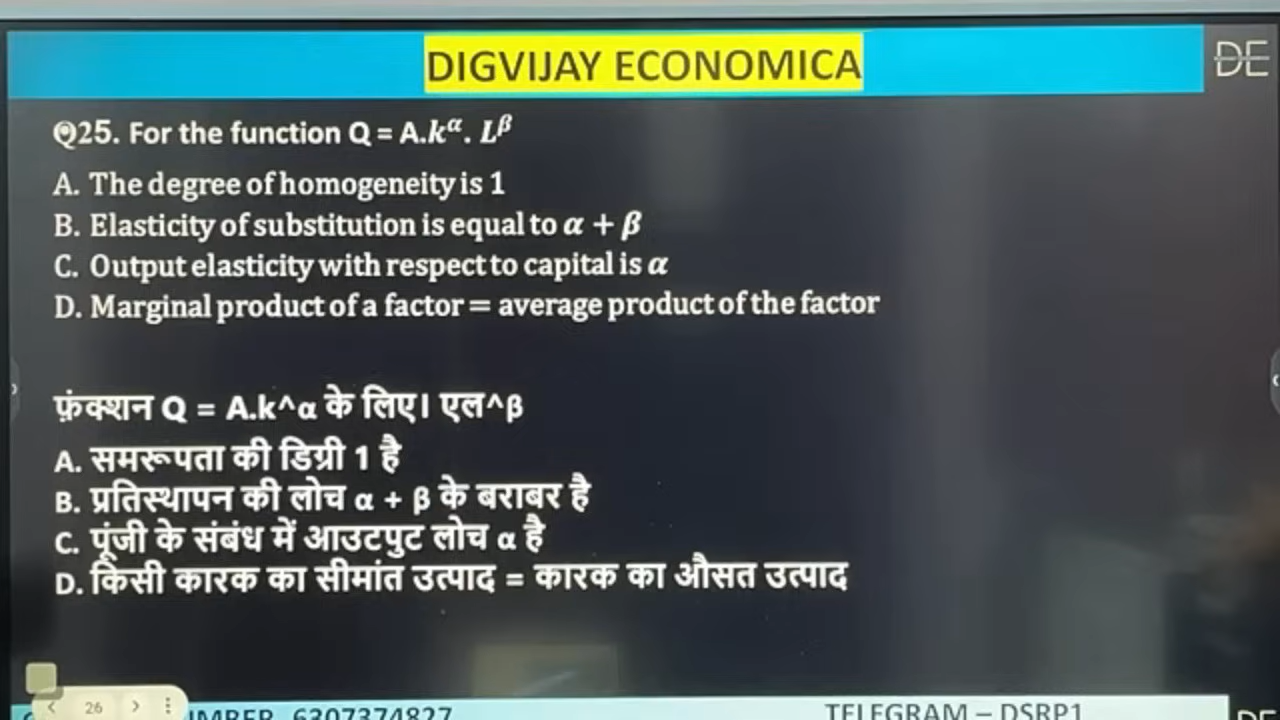 DIGVIJAY ECONOMICA
DE
Q25. For the function Q = A.k^α. L^β
A. The degree of homogeneity is 1
B. Elasticity of substitution is equal to α + β
C. Output elasticity with respect to capital is α
D. Marginal product of a factor = average product of the factor
फ़ंक्शन Q = A.k^α के लिए। एल^β
A. समरूपता की डिग्री 1 है
B. प्रतिस्थापन की लोच α + β के बराबर है
C. पूंजी के संबंध में आउटपुट लोच α है
D. किसी कारक का सीमांत उत्पाद = कारक का औसत उत्पाद
26
6307374827
TELEGRAM – DSRP1
DE